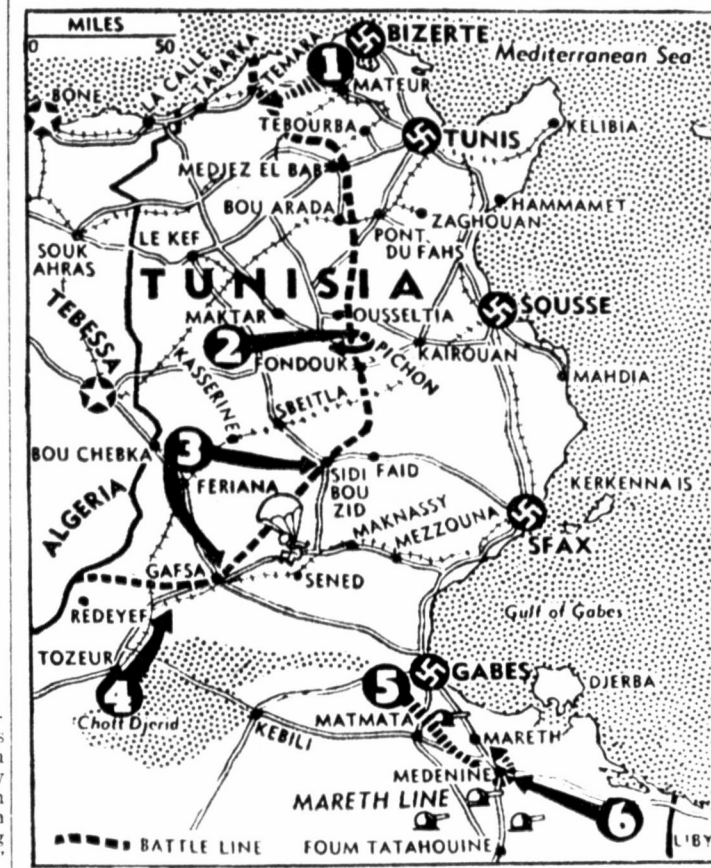 MILES
0 50
BIZERTE
Mediterranean Sea
LA CALLE
TABARKA
TEMARA
1
MATEUR
BONE
TEBOURBA
TUNIS
KELIBIA
MEDJEZ EL BAB
BOU ARADA
HAMMAMET
ZAGHOUAN
SOUK
AHRAS
LE KEF
PONT
DU FAHS
TUNISIA
TEBESSA
MAKTAR
OUSSELTIA
SOUSSE
2
ONDOUK
PICHON
KAIROUAN
KASSERINE
SBEITLA
MAHDIA
BOU CHEBKA
3
FERIANA
SIDI
BOU
ZID
FAID
KERKENNA IS
ALGERIA
MAKNASSY
MEZZOUNA
SFAX
GAFSA
SENED
REDEYEF
Gulf of Gabes
TOZEUR
4
Chott Djerid
GABES
DJERBA
5
KEBILI
MATMATA
MARETH
MEDENINE
MARETH LINE
6
BATTLE LINE
FOUM TATAHOUINE
LIBY